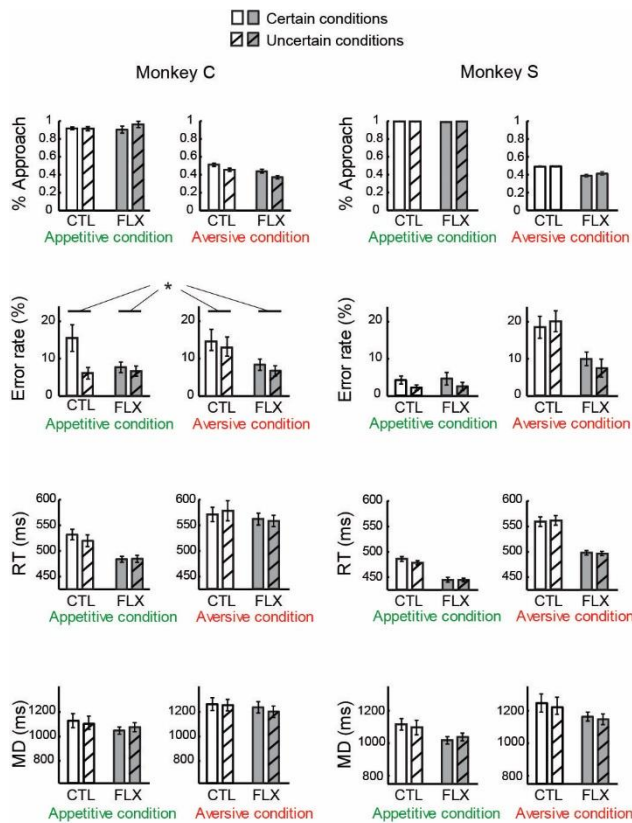 Certain conditions
Uncertain conditions
Monkey C
Monkey S
% Approach
1
0.8
0.6
0.4
0.2
0
CTL FLX
Appetitive condition
1
0.8
0.6
0.4
0.2
0
CTL FLX
Aversive condition
% Approach
1
0.8
0.6
0.4
0.2
0
CTL FLX
Appetitive condition
1
0.8
0.6
0.4
0.2
0
CTL FLX
Aversive condition
*
Error rate (%)
20
10
0
CTL FLX
Appetitive condition
20
10
0
CTL FLX
Aversive condition
Error rate (%)
20
10
0
CTL FLX
Appetitive condition
20
10
0
CTL FLX
Aversive condition
RT (ms)
600
550
500
450
CTL FLX
Appetitive condition
600
550
500
450
CTL FLX
Aversive condition
RT (ms)
600
550
500
450
CTL FLX
Appetitive condition
600
550
500
450
CTL FLX
Aversive condition
MD (ms)
1200
1000
800
CTL FLX
Appetitive condition
1200
1000
800
CTL FLX
Aversive condition
MD (ms)
1200
1000
800
CTL FLX
Appetitive condition
1200
1000
800
CTL FLX
Aversive condition